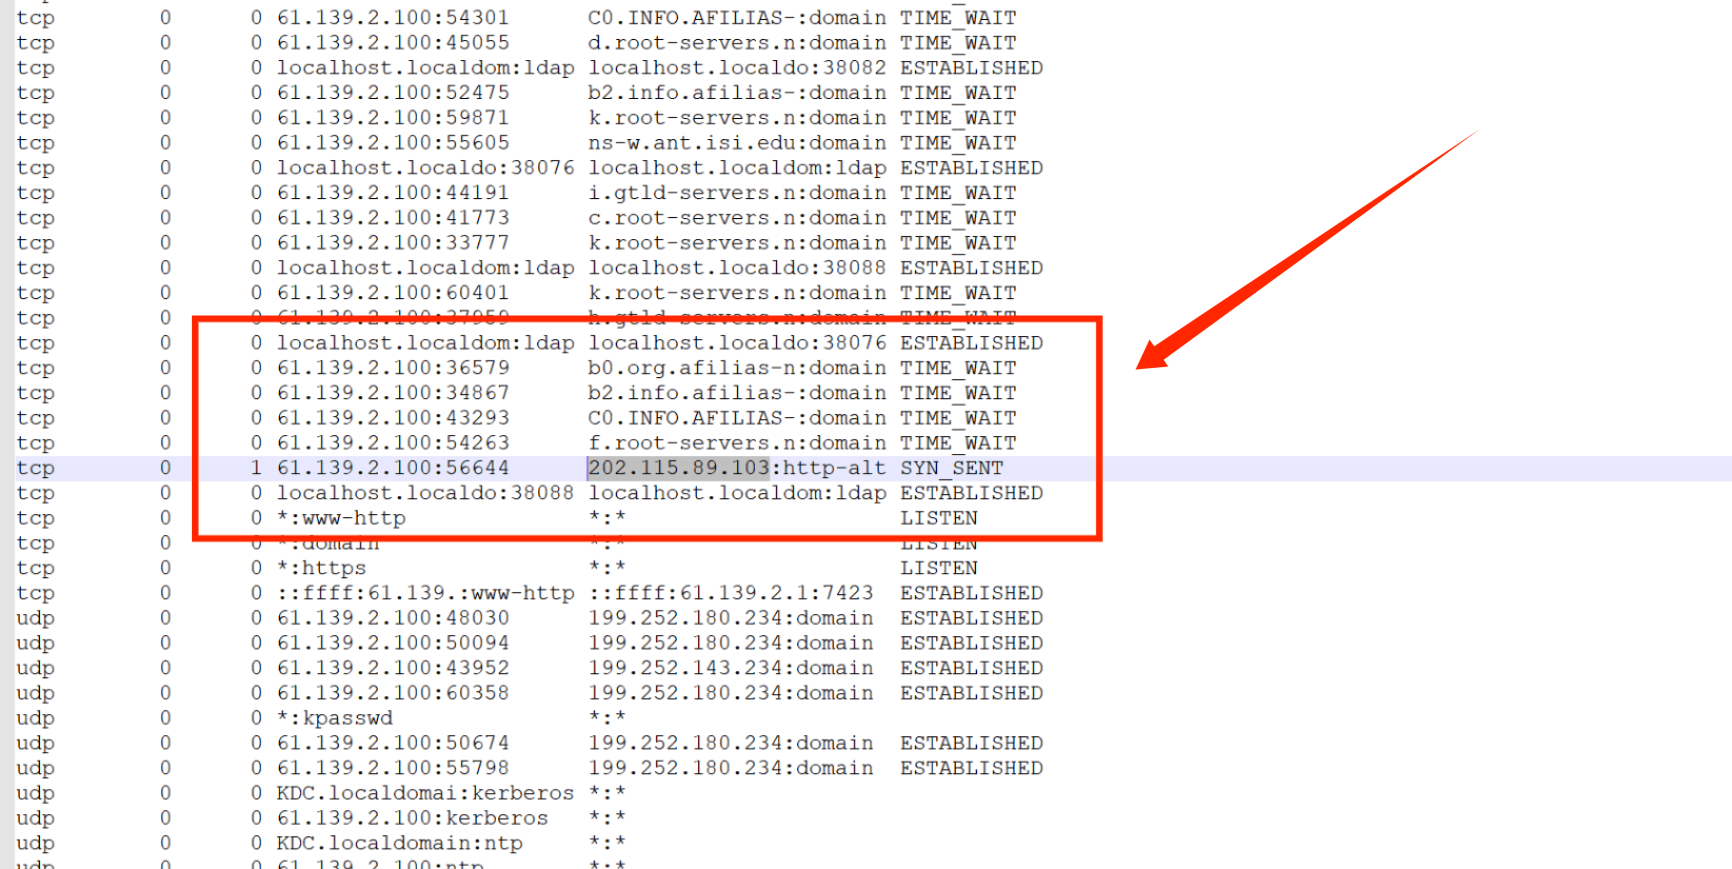 tcp 0 0 61.139.2.100:54301 C0.INFO.AFILIAS-:domain TIME_WAIT
tcp 0 0 61.139.2.100:45055 d.root-servers.n:domain TIME_WAIT
tcp 0 0 localhost.localdom:ldap localhost.localdo:38082 ESTABLISHED
tcp 0 0 61.139.2.100:52475 b2.info.afilias-:domain TIME_WAIT
tcp 0 0 61.139.2.100:59871 k.root-servers.n:domain TIME_WAIT
tcp 0 0 61.139.2.100:55605 ns-w.ant.isi.edu:domain TIME_WAIT
tcp 0 0 localhost.localdo:38076 localhost.localdom:ldap ESTABLISHED
tcp 0 0 61.139.2.100:44191 i.gtld-servers.n:domain TIME_WAIT
tcp 0 0 61.139.2.100:41773 c.root-servers.n:domain TIME_WAIT
tcp 0 0 61.139.2.100:33777 k.root-servers.n:domain TIME_WAIT
tcp 0 0 localhost.localdom:ldap localhost.localdo:38088 ESTABLISHED
tcp 0 0 61.139.2.100:60401 k.root-servers.n:domain TIME_WAIT
tcp 0 0 61.139.2.100:37959 h.gtld-servers.n:domain TIME_WAIT
tcp 0 0 localhost.localdom:ldap localhost.localdo:38076 ESTABLISHED
tcp 0 0 61.139.2.100:36579 b0.org.afilias-n:domain TIME_WAIT
tcp 0 0 61.139.2.100:34867 b2.info.afilias-:domain TIME_WAIT
tcp 0 0 61.139.2.100:43293 C0.INFO.AFILIAS-:domain TIME_WAIT
tcp 0 0 61.139.2.100:54263 f.root-servers.n:domain TIME_WAIT
tcp 0 1 61.139.2.100:56644 202.115.89.103:http-alt SYN_SENT
tcp 0 0 localhost.localdo:38088 localhost.localdom:ldap ESTABLISHED
tcp 0 0 *:www-http *:* LISTEN
tcp 0 0 *:domain *:* LISTEN
tcp 0 0 *:https *:* LISTEN
tcp 0 0 ::ffff:61.139.:www-http ::ffff:61.139.2.1:7423 ESTABLISHED
udp 0 0 61.139.2.100:48030 199.252.180.234:domain ESTABLISHED
udp 0 0 61.139.2.100:50094 199.252.180.234:domain ESTABLISHED
udp 0 0 61.139.2.100:43952 199.252.143.234:domain ESTABLISHED
udp 0 0 61.139.2.100:60358 199.252.180.234:domain ESTABLISHED
udp 0 0 *:kpasswd *:*
udp 0 0 61.139.2.100:50674 199.252.180.234:domain ESTABLISHED
udp 0 0 61.139.2.100:55798 199.252.180.234:domain ESTABLISHED
udp 0 0 KDC.localdomai:kerberos *:*
udp 0 0 61.139.2.100:kerberos *:*
udp 0 0 KDC.localdomain:ntp *:*
udp 0 0 61.139.2.100:ntp *:*